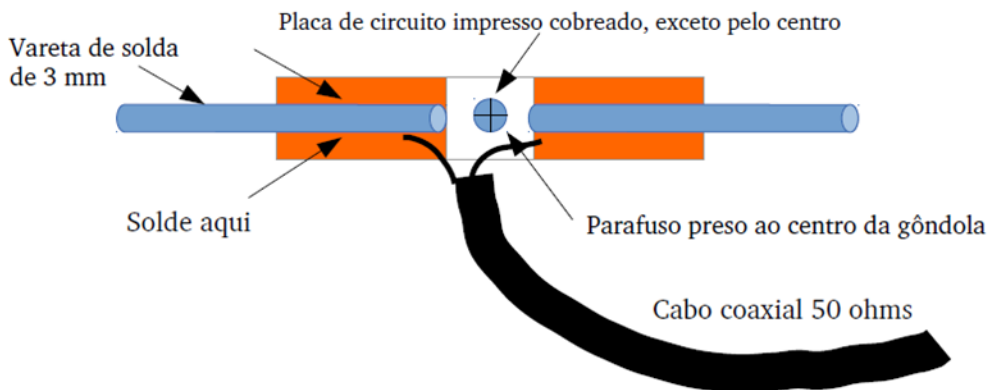 Placa de circuito impresso cobreado, exceto pelo centro
Vareta de solda
de 3 mm
Solde aqui
Parafuso preso ao centro da gôndola
Cabo coaxial 50 ohms